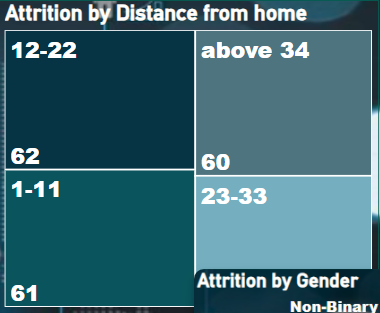 Attrition by Distance from home
12-22
62
above 34
60
1-11
61
23-33
Attrition by Gender
Non-Binary